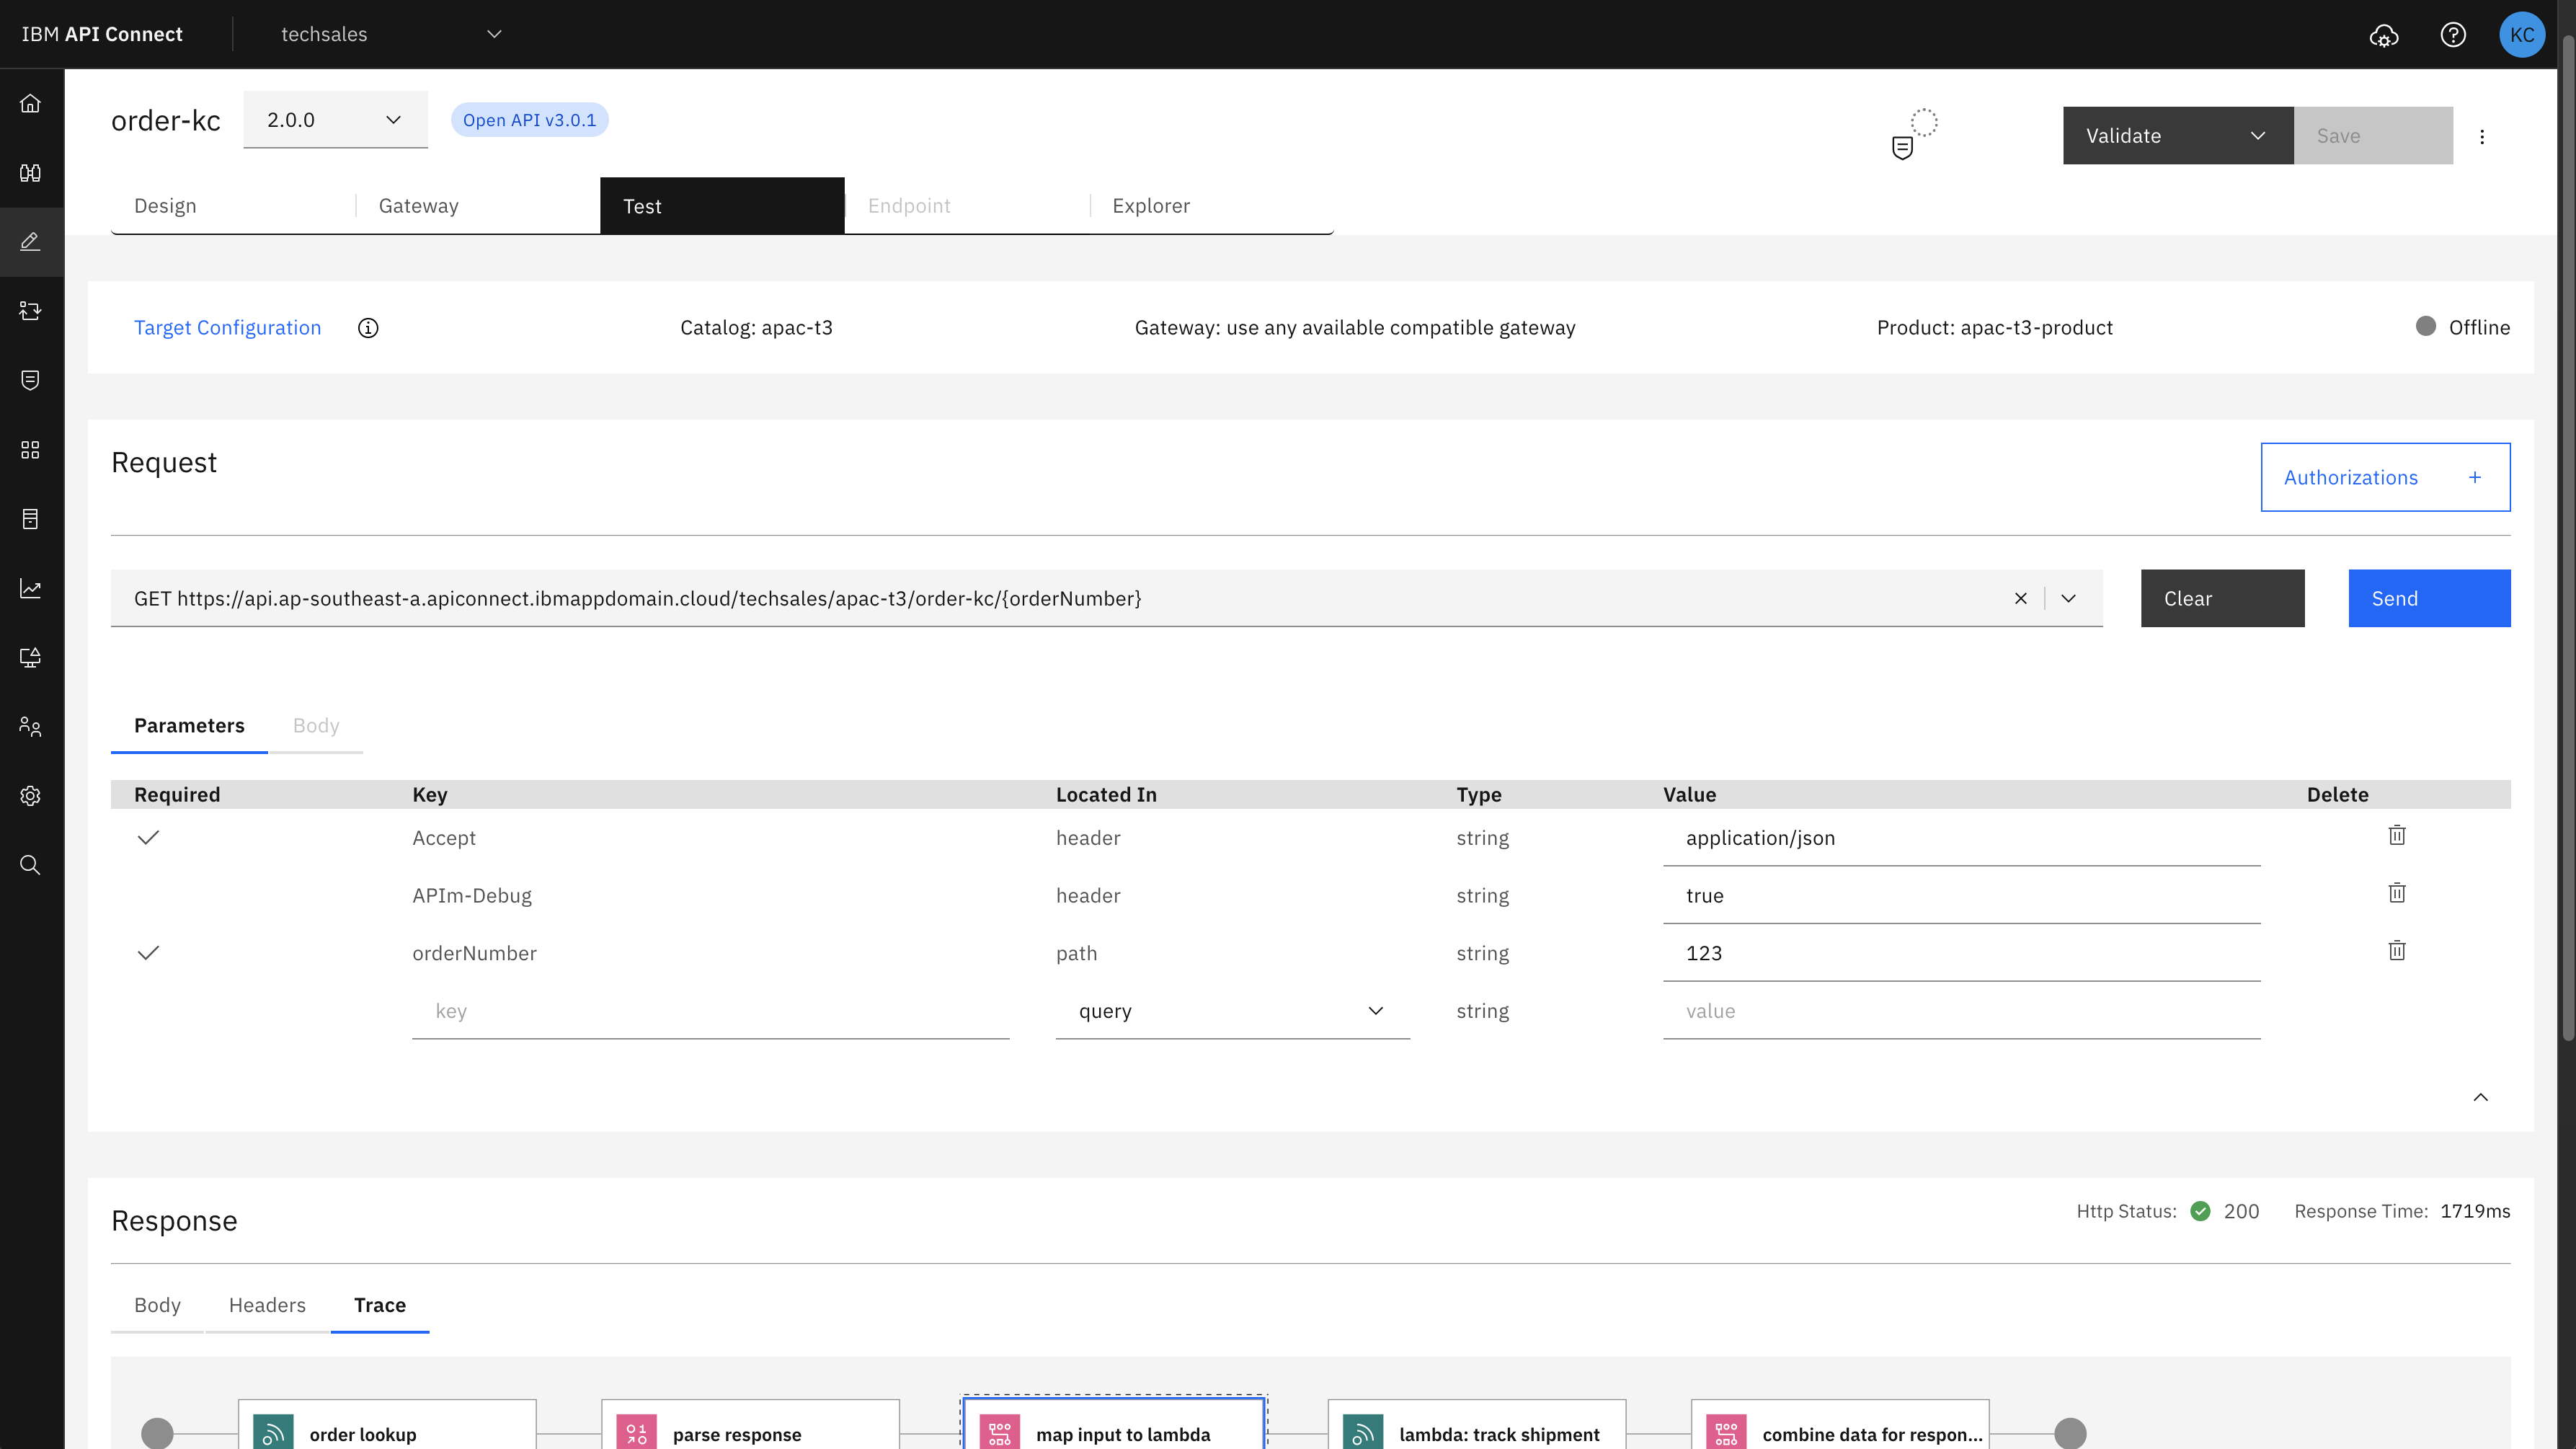 IBM API Connect
techsales
KC
order-kc
2.0.0
Open API v3.0.1
Validate
Save
Design
Gateway
Test
Endpoint
Explorer
Target Configuration
Catalog: apac-t3
Gateway: use any available compatible gateway
Product: apac-t3-product
Offline
Request
Authorizations +
GET https://api.ap-southeast-a.apiconnect.ibmappdomain.cloud/techsales/apac-t3/order-kc/{orderNumber}
Clear
Send
Parameters
Body
Required Key Located In Type Value Delete
Accept header string application/json
APIm-Debug header string true
orderNumber path string 123
key query string value
Response
Http Status: 200 Response Time: 1719ms
Body
Headers
Trace
order lookup
parse response
map input to lambda
lambda: track shipment
combine data for respon...